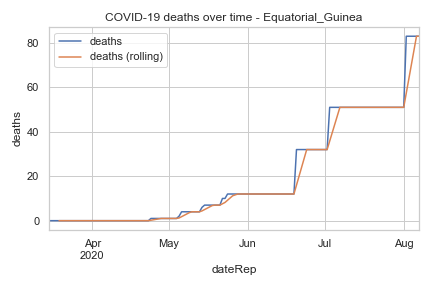 COVID-19 deaths over time - Equatorial_Guinea
deaths
deaths (rolling)
80
60
40
20
0
deaths
Apr
2020
May
Jun
Jul
Aug
dateRep